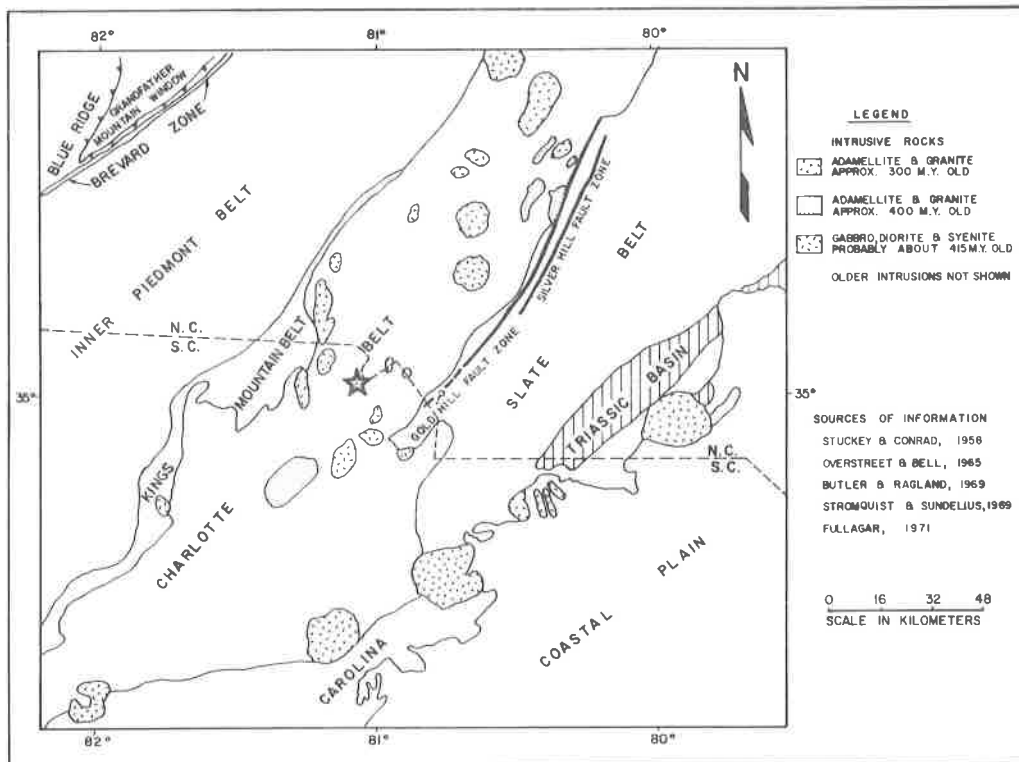 82°
81°
80°
BLUE RIDGE
GRANDFATHER
MOUNTAIN WINDOW
BREVARD
ZONE
INNER
PIEDMONT
BELT
N.C.
S.C.
KINGS
MOUNTAIN BELT
CHARLOTTE
BELT
GOLD HILL
FAULT ZONE
SILVER HILL FAULT ZONE
CAROLINA
SLATE
BELT
TRIASSIC
BASIN
N.C.
S.C.
COASTAL
PLAIN
35°
35°
82°
81°
80°
N
LEGEND
INTRUSIVE ROCKS
ADAMELLITE & GRANITE
APPROX. 300 M.Y. OLD
ADAMELLITE & GRANITE
APPROX. 400 M.Y. OLD
GABBRO, DIORITE & SYENITE
PROBABLY ABOUT 415 M.Y. OLD
OLDER INTRUSIONS NOT SHOWN
SOURCES OF INFORMATION
STUCKEY & CONRAD, 1958
OVERSTREET & BELL, 1965
BUTLER & RAGLAND, 1969
STROMQUIST & SUNDELIUS, 1969
FULLAGAR, 1971
0 16 32 48
SCALE IN KILOMETERS